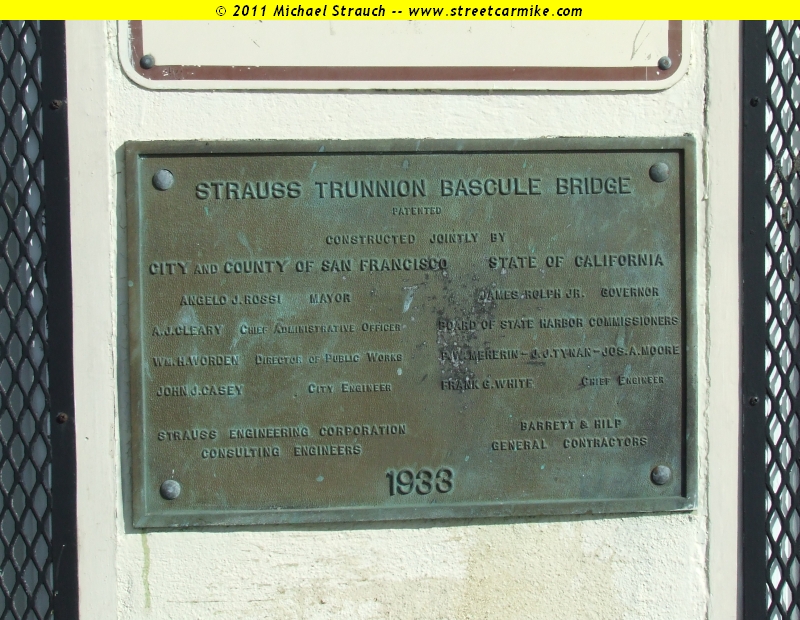 © 2011 Michael Strauch -- www.streetcarmike.com
STRAUSS TRUNNION BASCULE BRIDGE
PATENTED
CONSTRUCTED JOINTLY BY
CITY AND COUNTY OF SAN FRANCISCO STATE OF CALIFORNIA
ANGELO J. ROSSI MAYOR JAMES ROLPH JR. GOVERNOR
A.J. CLEARY CHIEF ADMINISTRATIVE OFFICER BOARD OF STATE HARBOR COMMISSIONERS
WM. H. WORDEN DIRECTOR OF PUBLIC WORKS P.W. MEHERIN - J.J. TYNAN - JOS. A. MOORE
JOHN J. CASEY CITY ENGINEER FRANK G. WHITE CHIEF ENGINEER
STRAUSS ENGINEERING CORPORATION BARRETT & HILP
CONSULTING ENGINEERS GENERAL CONTRACTORS
1933